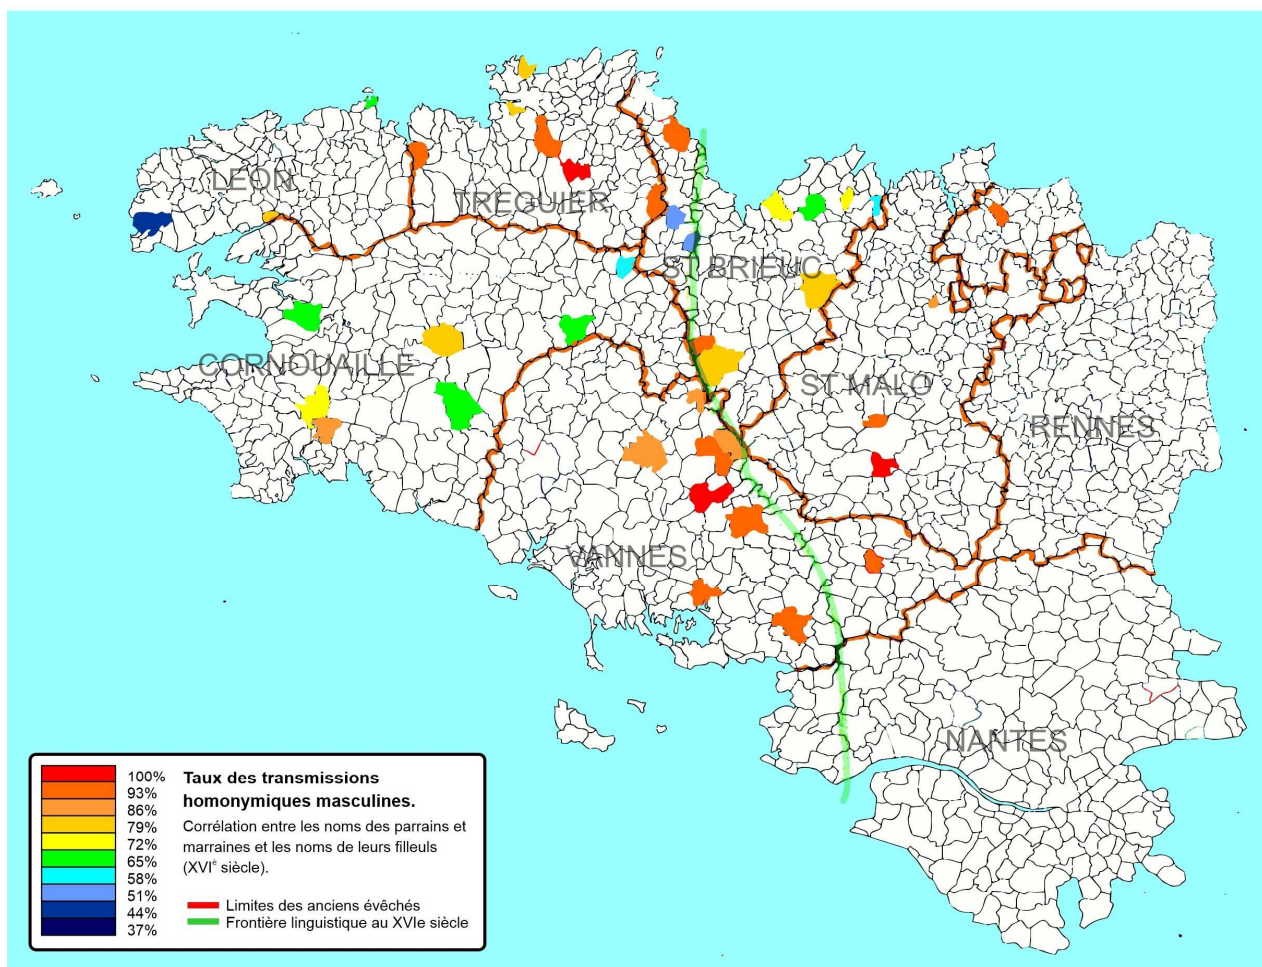 LEON
TREGUIER
ST BRIEUC
CORNOUAILLE
ST MALO
RENNES
VANNES
NANTES
100%
93%
86%
79%
72%
65%
58%
51%
44%
37%
Taux des transmissions
homonymiques masculines.
Corrélation entre les noms des parrains et
marraines et les noms de leurs filleuls
(XVIè siècle).
Limites des anciens évêchés
Frontière linguistique au XVIe siècle